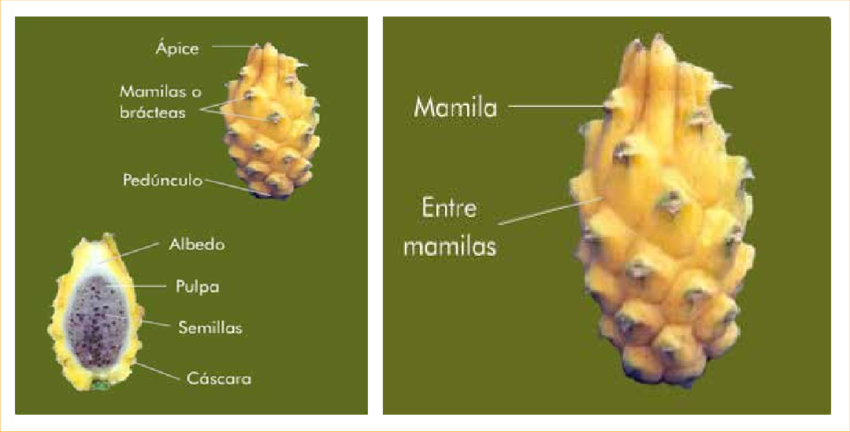 Ápice
Mamilas o
brácteas
Pedúnculo
Albedo
Pulpa
Semillas
Cáscara
Mamila
Entre
mamilas